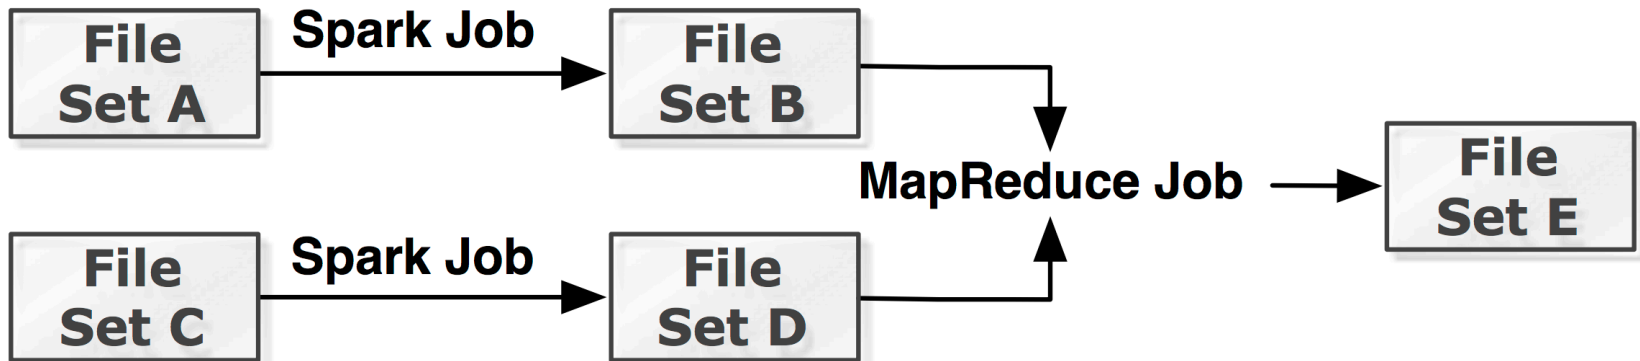 File
Set A
Spark Job
File
Set B
MapReduce Job
File
Set E
File
Set C
Spark Job
File
Set D